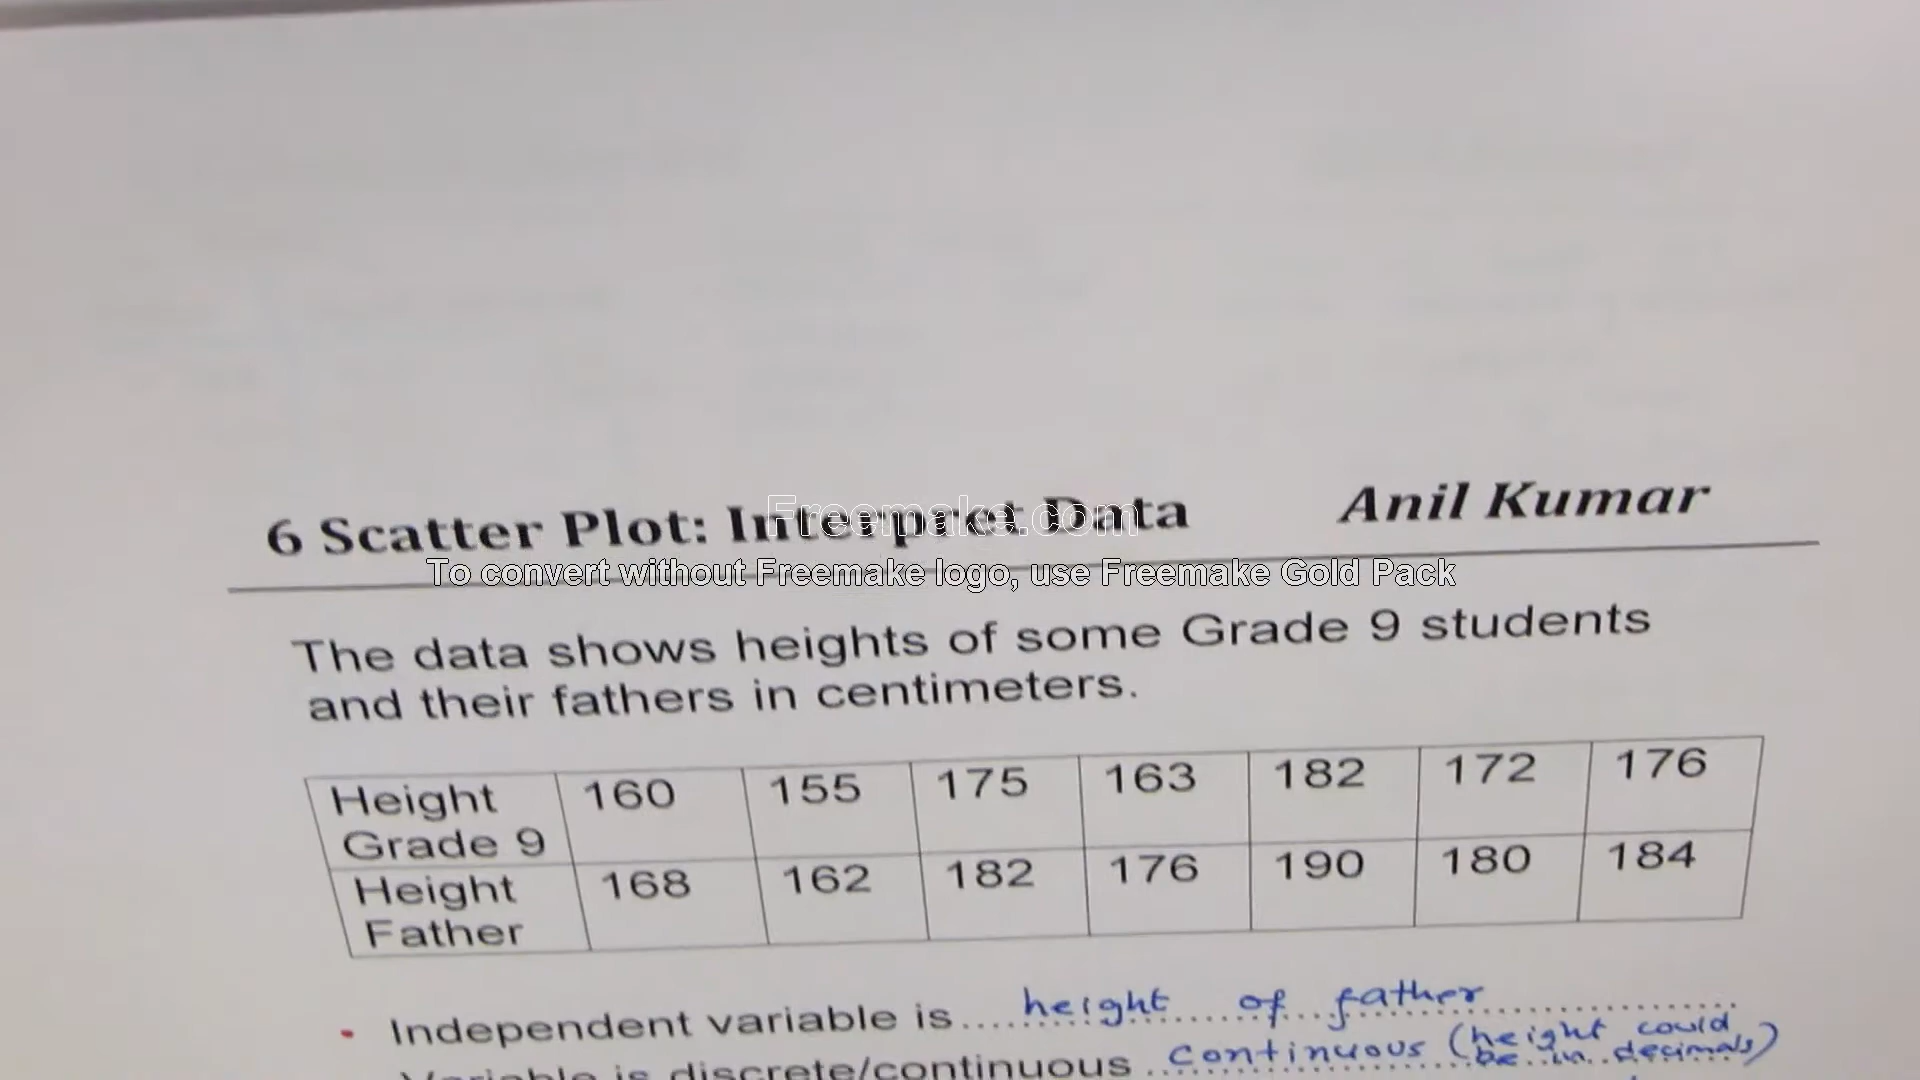 6 Scatter Plot: Interpret Data Anil Kumar
Freemake.com
To convert without Freemake logo, use Freemake Gold Pack
The data shows heights of some Grade 9 students
and their fathers in centimeters.
Height Grade 9 160 155 175 163 182 172 176
Height Father 168 162 182 176 190 180 184
• Independent variable is....height of father
Variable is discrete/continuous ..continuous (height could be in decimals)